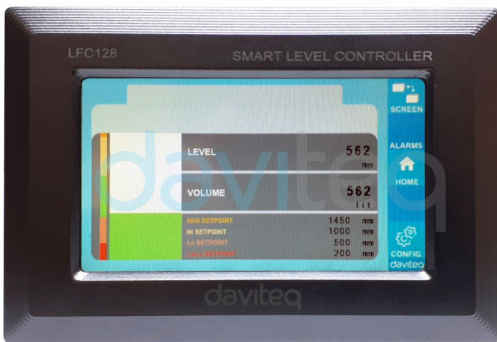 LFC128 SMART LEVEL CONTROLLER
SCREEN
ALARMS
HOME
CONFIG
daviteq
LEVEL 562 mm
VOLUME 562 lit
HiHi SETPOINT 1450 mm
Hi SETPOINT 1000 mm
Lo SETPOINT 500 mm
SETPOINT 200 mm
daviteq
daviteq